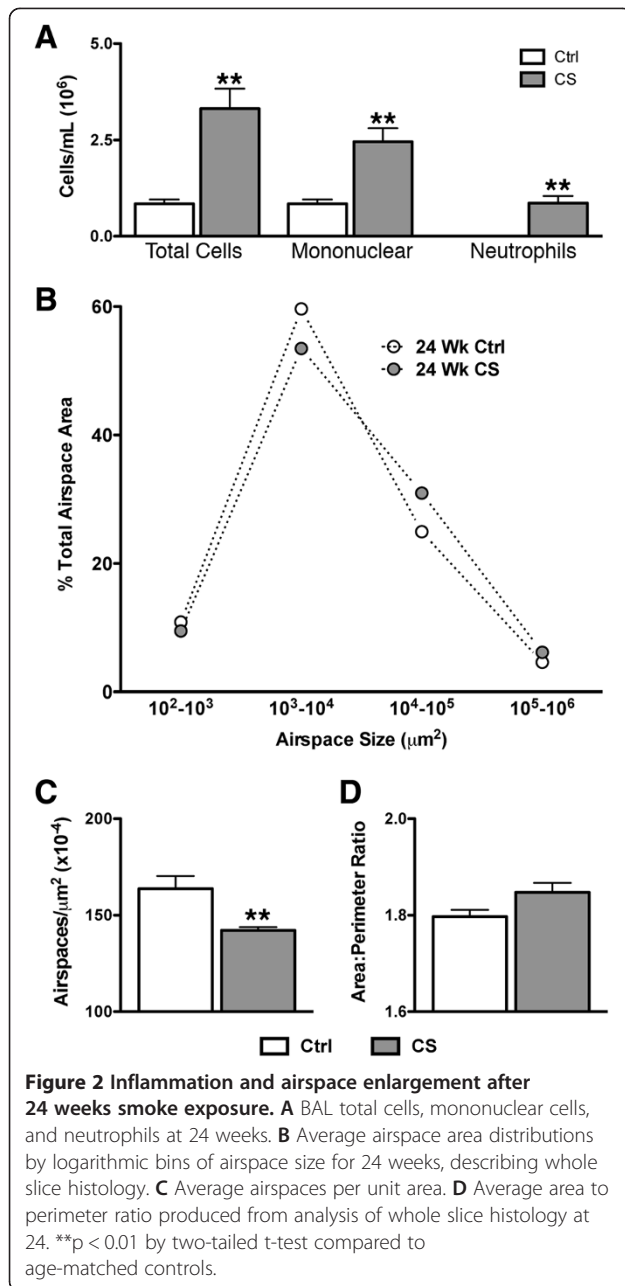 A
5.0
2.5
0.0
Cells/mL (10⁶)
Ctrl
CS
**
**
**
Total Cells
Mononuclear
Neutrophils
B
60
40
20
0
% Total Airspace Area
24 Wk Ctrl
24 Wk CS
10²-10³
10³-10⁴
10⁴-10⁵
10⁵-10⁶
Airspace Size (μm²)
C
200
150
100
Airspaces/μm² (x10⁻⁴)
**
D
2.0
1.8
1.6
Area:Perimeter Ratio
Ctrl
CS
Figure 2 Inflammation and airspace enlargement after
24 weeks smoke exposure. A BAL total cells, mononuclear cells,
and neutrophils at 24 weeks. B Average airspace area distributions
by logarithmic bins of airspace size for 24 weeks, describing whole
slice histology. C Average airspaces per unit area. D Average area to
perimeter ratio produced from analysis of whole slice histology at
24. **p < 0.01 by two-tailed t-test compared to
age-matched controls.